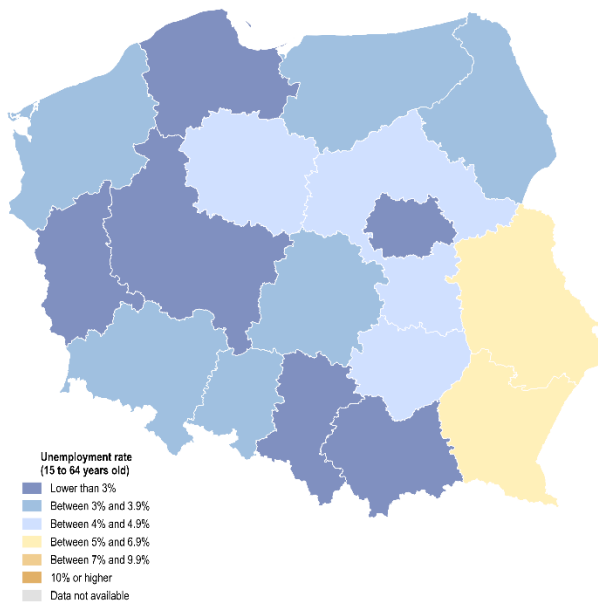 Unemployment rate
(15 to 64 years old)
Lower than 3%
Between 3% and 3.9%
Between 4% and 4.9%
Between 5% and 6.9%
Between 7% and 9.9%
10% or higher
Data not available